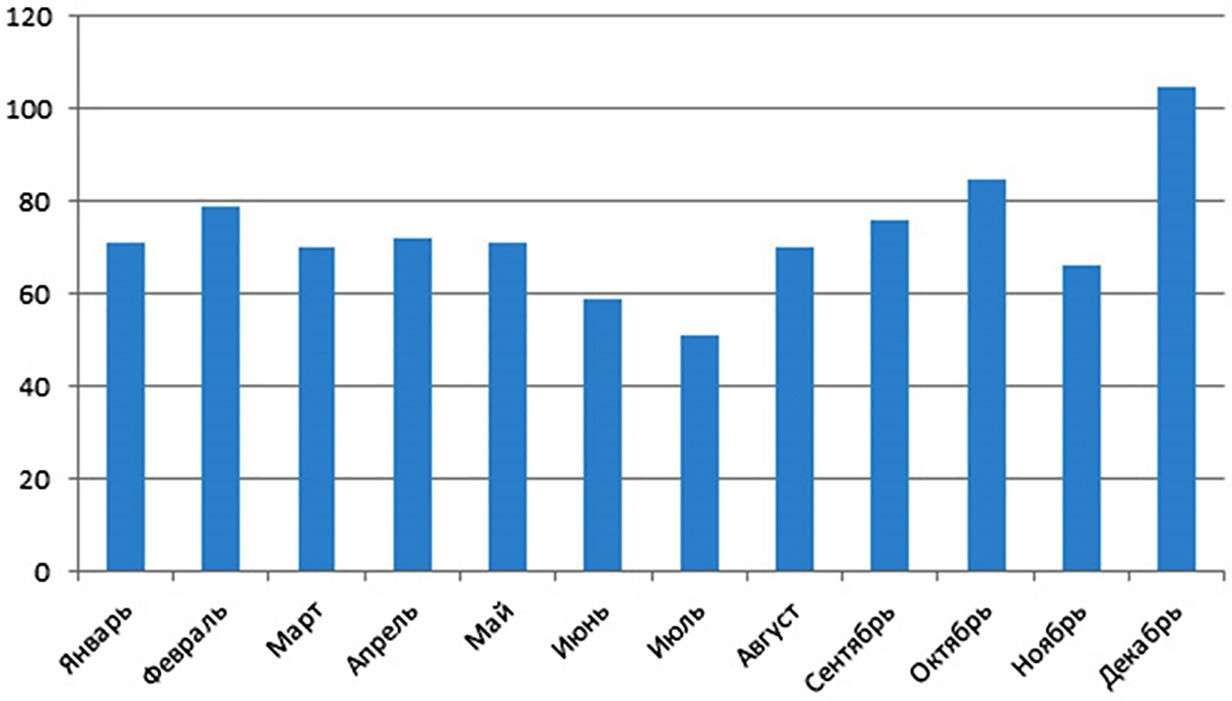 120
100
80
60
40
20
0
Январь
Февраль
Март
Апрель
Май
Июнь
Июль
Август
Сентябрь
Октябрь
Ноябрь
Декабрь